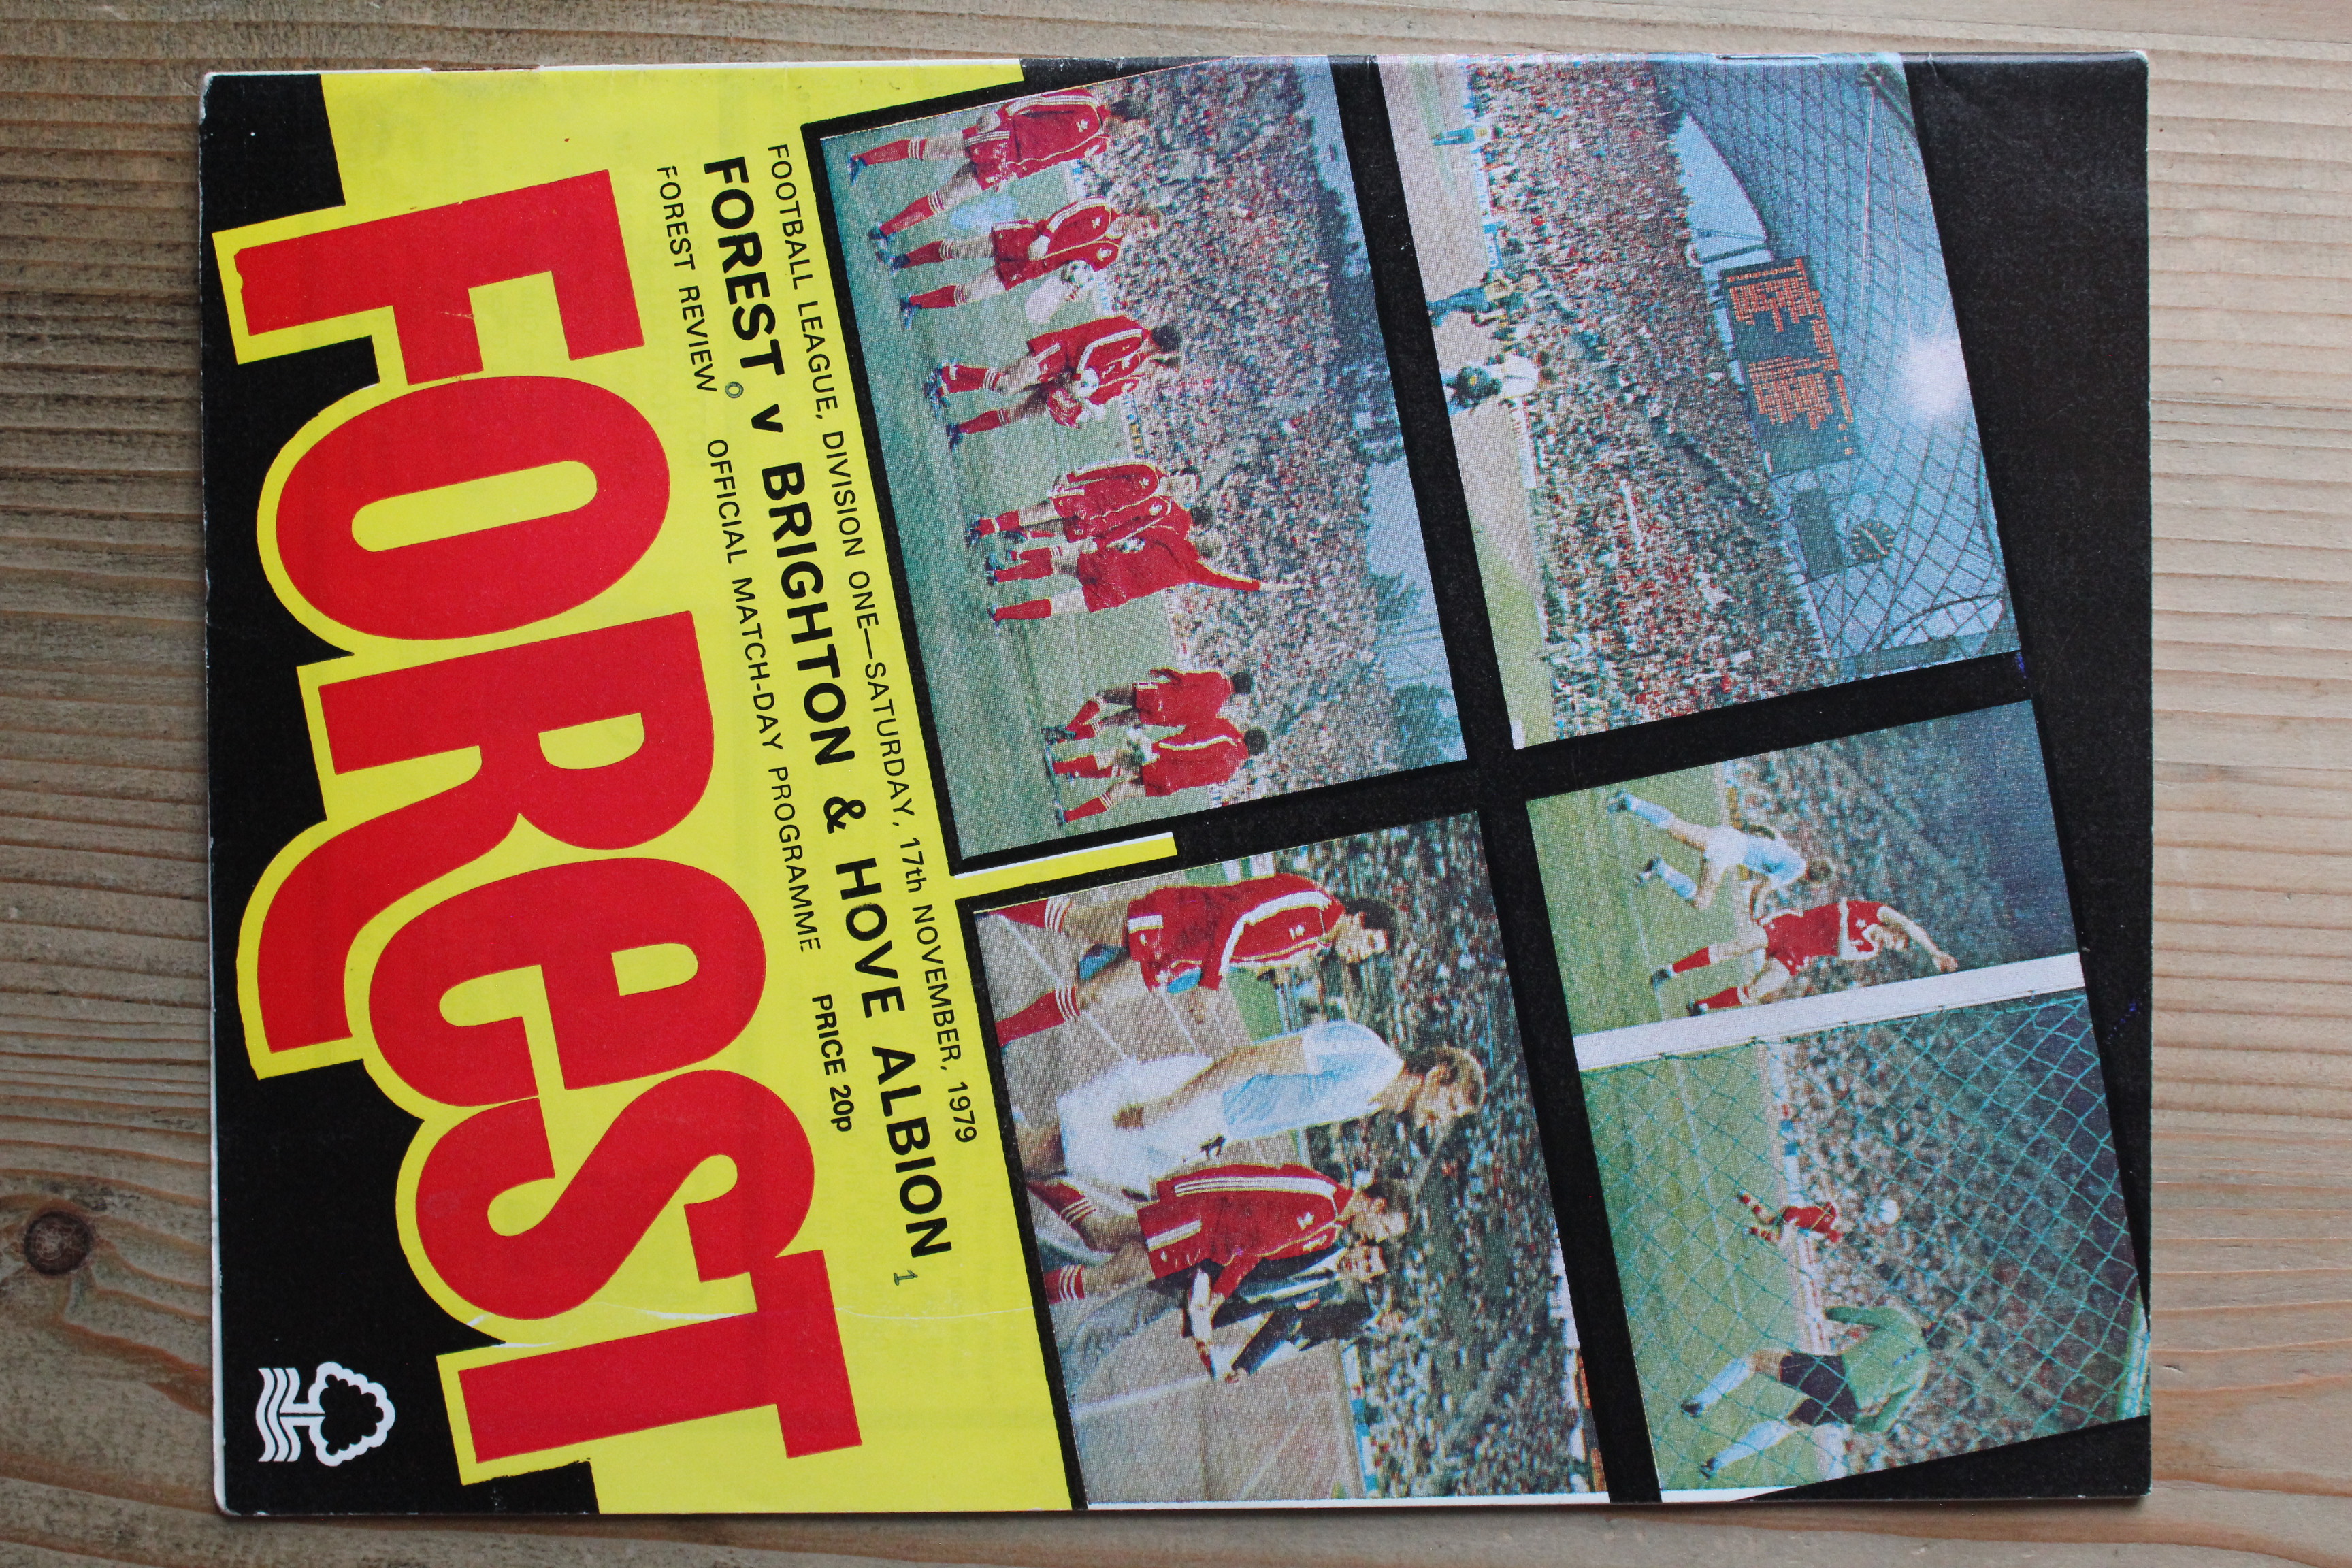 FOOTBALL LEAGUE, DIVISION ONE—SATURDAY, 17th NOVEMBER, 1979
FOREST v BRIGHTON & HOVE ALBION
0 1
FOREST REVIEW OFFICIAL MATCH-DAY PROGRAMME PRICE 20p
FOReST